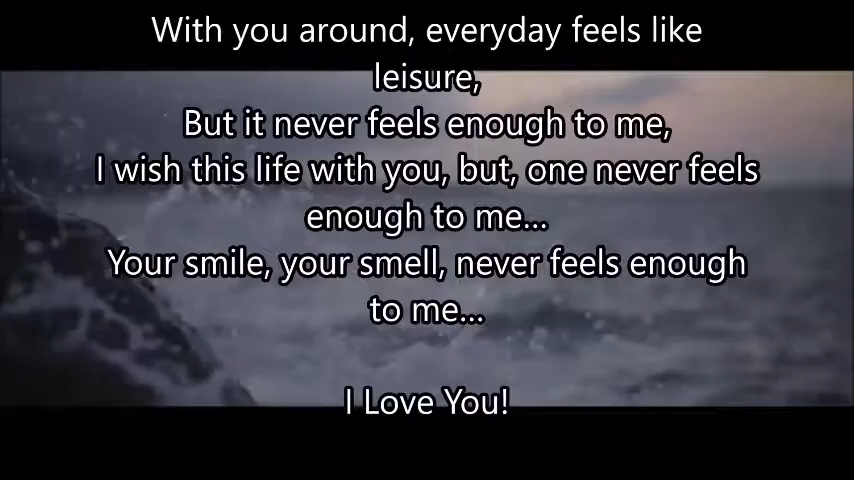 With you around, everyday feels like
leisure,
But it never feels enough to me,
I wish this life with you, but, one never feels
enough to me...
Your smile, your smell, never feels enough
to me...
I Love You!